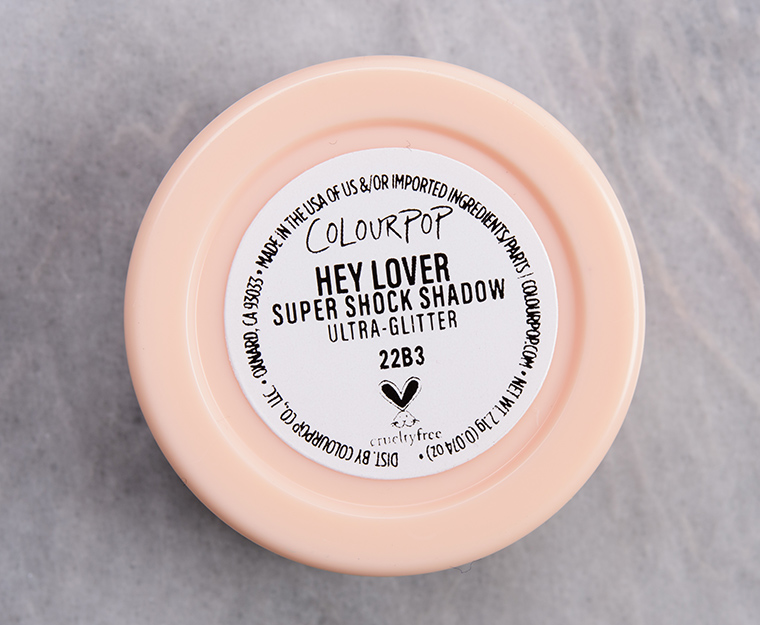 COLOURPOP
HEY LOVER
SUPER SHOCK SHADOW
ULTRA-GLITTER
22B3
crueltyfree
DIST. BY COLOURPOP CO., LLC. • OXNARD, CA 93033 • MADE IN THE USA OF US &/OR IMPORTED INGREDIENTS/PARTS | COLOURPOP.COM • NET WT. 2.1g (0.074 oz) •